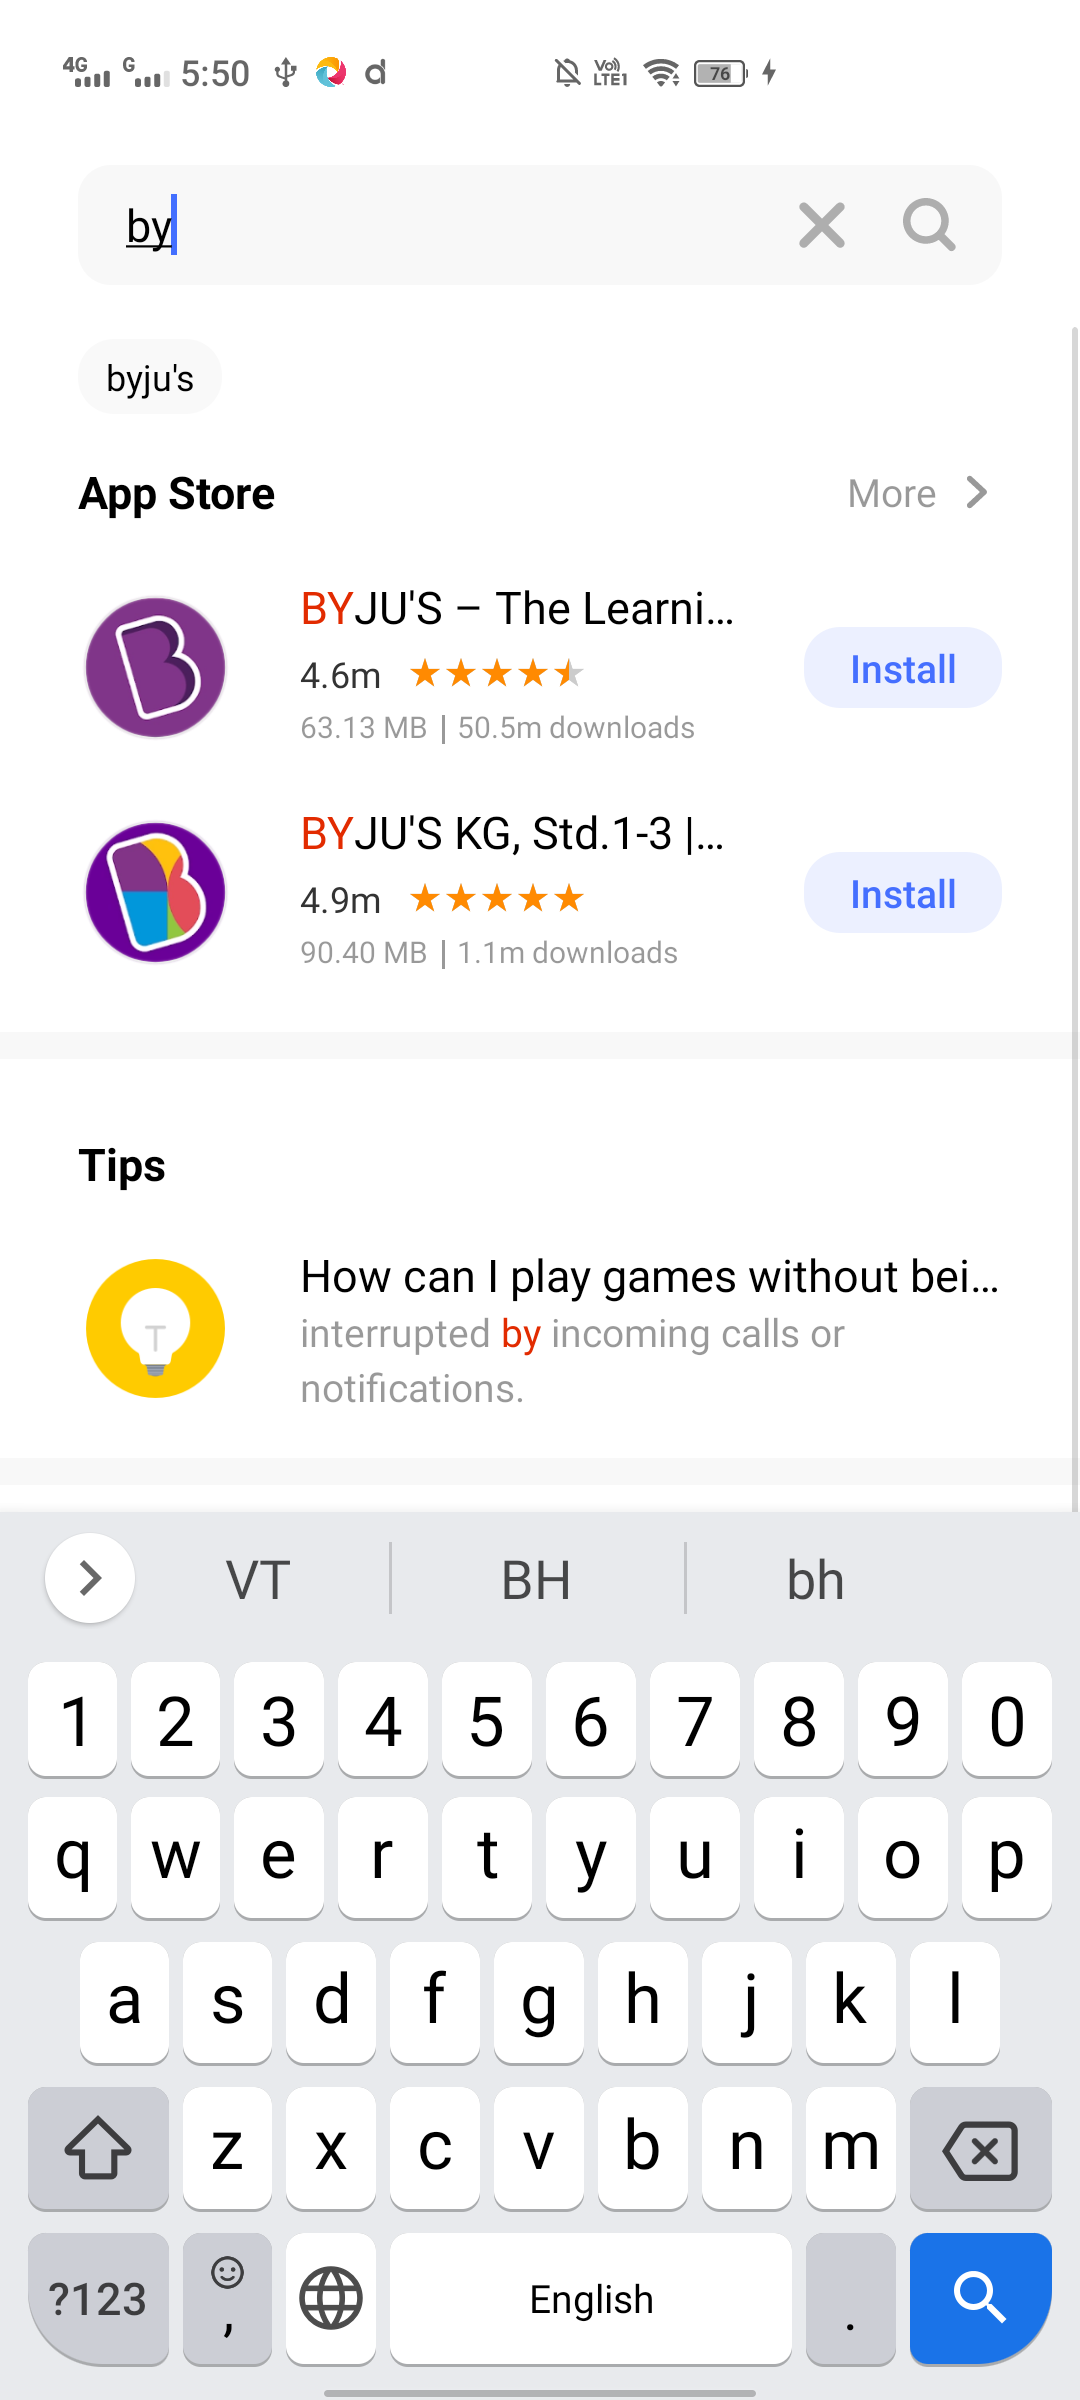 4G G 5:50 d Vo)) LTE1 76
by
byju's
App Store More
BYJU'S – The Learni...
4.6m
Install
63.13 MB | 50.5m downloads
BYJU'S KG, Std.1-3 |...
4.9m
Install
90.40 MB | 1.1m downloads
Tips
How can I play games without bei...
interrupted by incoming calls or
notifications.
VT BH bh
1 2 3 4 5 6 7 8 9 0
q w e r t y u i o p
a s d f g h j k l
z x c v b n m
?123 , English .